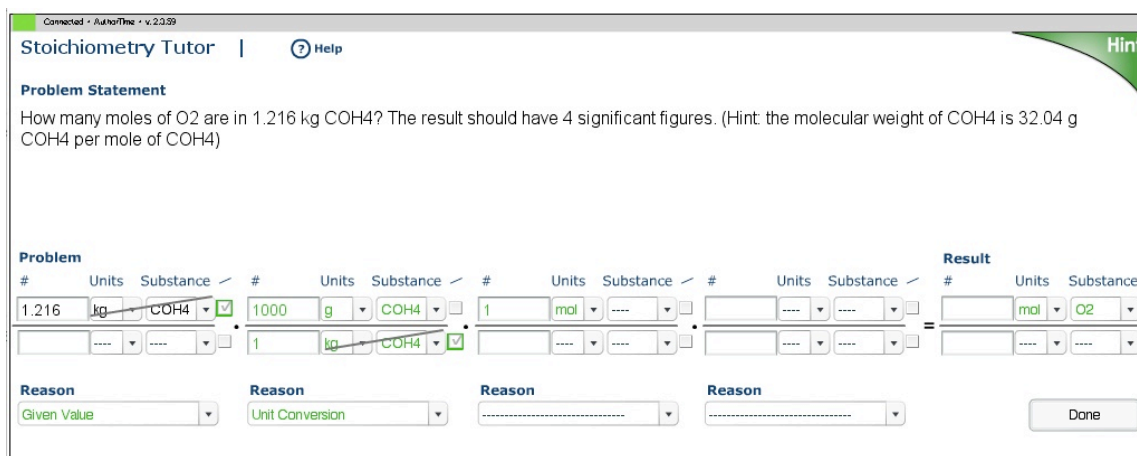 Connected • AuthorTime • v. 2.3.59
Stoichiometry Tutor | ? Help
Hint
Problem Statement
How many moles of O2 are in 1.216 kg COH4? The result should have 4 significant figures. (Hint: the molecular weight of COH4 is 32.04 g
COH4 per mole of COH4)
Problem Result
# Units Substance # Units Substance # Units Substance # Units Substance # Units Substance
1.216 kg COH4 1000 g COH4 1 mol ---- ---- ---- mol O2
---- ---- 1 kg COH4 ---- ---- ---- ---- ---- ----
• • • =
Reason Reason Reason Reason
Given Value Unit Conversion -------------------------------- -------------------------------- Done